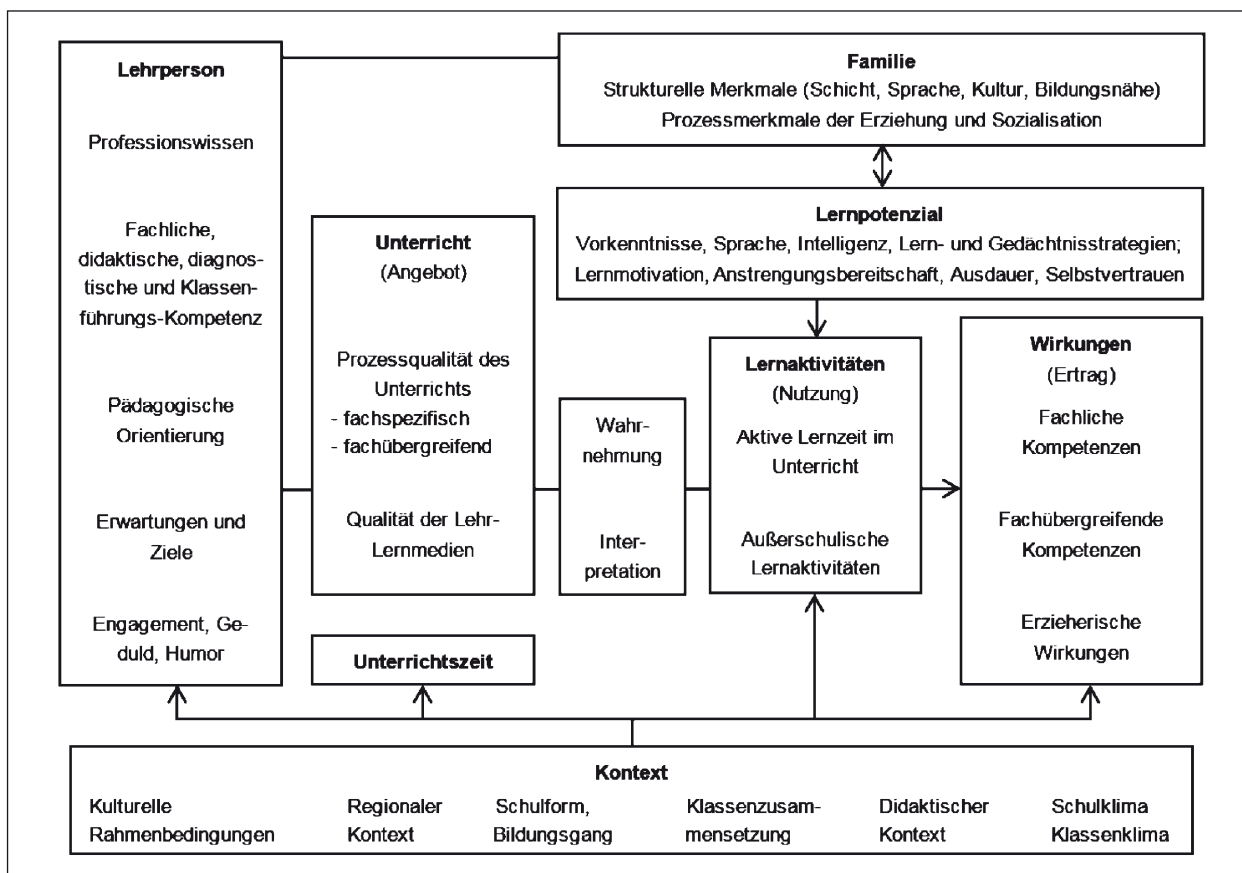 Lehrperson
Professionswissen
Fachliche,
didaktische, diagnos-
tische und Klassen-
führungs-Kompetenz
Pädagogische
Orientierung
Erwartungen und
Ziele
Engagement, Ge-
duld, Humor
Familie
Strukturelle Merkmale (Schicht, Sprache, Kultur, Bildungsnähe)
Prozessmerkmale der Erziehung und Sozialisation
Lernpotenzial
Vorkenntnisse, Sprache, Intelligenz, Lern- und Gedächtnisstrategien;
Lernmotivation, Anstrengungsbereitschaft, Ausdauer, Selbstvertrauen
Unterricht
(Angebot)
Prozessqualität des
Unterrichts
- fachspezifisch
- fachübergreifend
Qualität der Lehr-
Lernmedien
Unterrichtszeit
Wahr-
nehmung
Inter-
pretation
Lernaktivitäten
(Nutzung)
Aktive Lernzeit im
Unterricht
Außerschulische
Lernaktivitäten
Wirkungen
(Ertrag)
Fachliche
Kompetenzen
Fachübergreifende
Kompetenzen
Erzieherische
Wirkungen
Kontext
Kulturelle
Rahmenbedingungen
Regionaler
Kontext
Schulform,
Bildungsgang
Klassenzusam-
mensetzung
Didaktischer
Kontext
Schulklima
Klassenklima